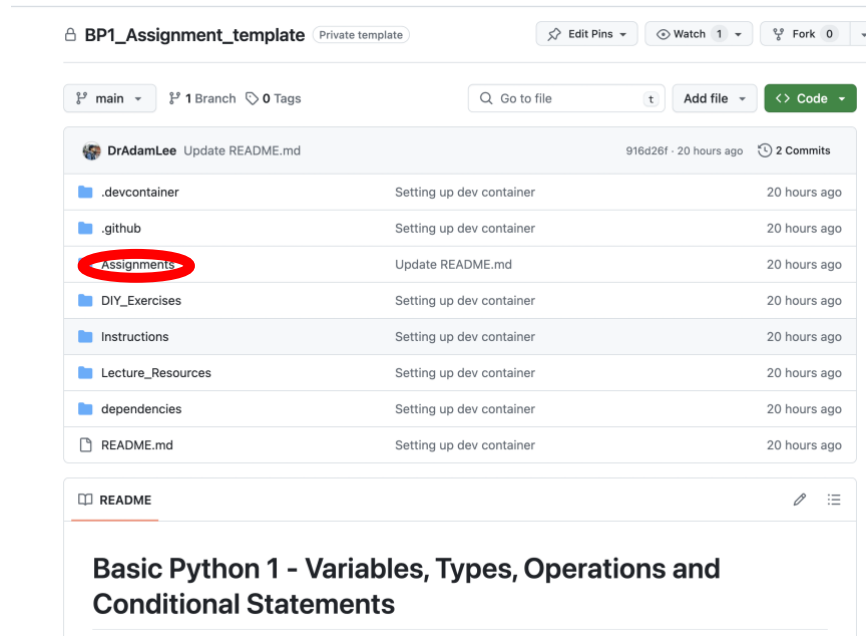 BP1_Assignment_template Private template Edit Pins Watch 1 Fork 0
main 1 Branch 0 Tags Go to file t Add file <> Code
DrAdamLee Update README.md 916d26f · 20 hours ago 2 Commits
.devcontainer Setting up dev container 20 hours ago
.github Setting up dev container 20 hours ago
Assignments Update README.md 20 hours ago
DIY_Exercises Setting up dev container 20 hours ago
Instructions Setting up dev container 20 hours ago
Lecture_Resources Setting up dev container 20 hours ago
dependencies Setting up dev container 20 hours ago
README.md Setting up dev container 20 hours ago
README
Basic Python 1 - Variables, Types, Operations and
Conditional Statements